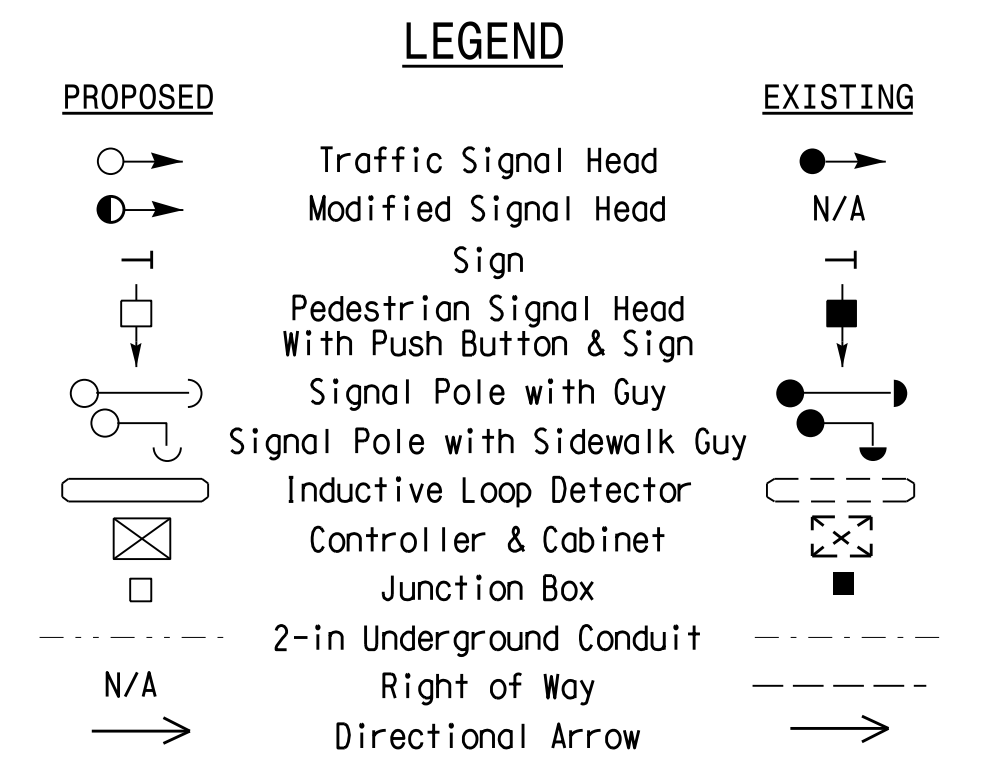 LEGEND
PROPOSED EXISTING
Traffic Signal Head
Modified Signal Head N/A
Sign
Pedestrian Signal Head
With Push Button & Sign
Signal Pole with Guy
Signal Pole with Sidewalk Guy
Inductive Loop Detector
Controller & Cabinet
Junction Box
2-in Underground Conduit
N/A Right of Way
Directional Arrow